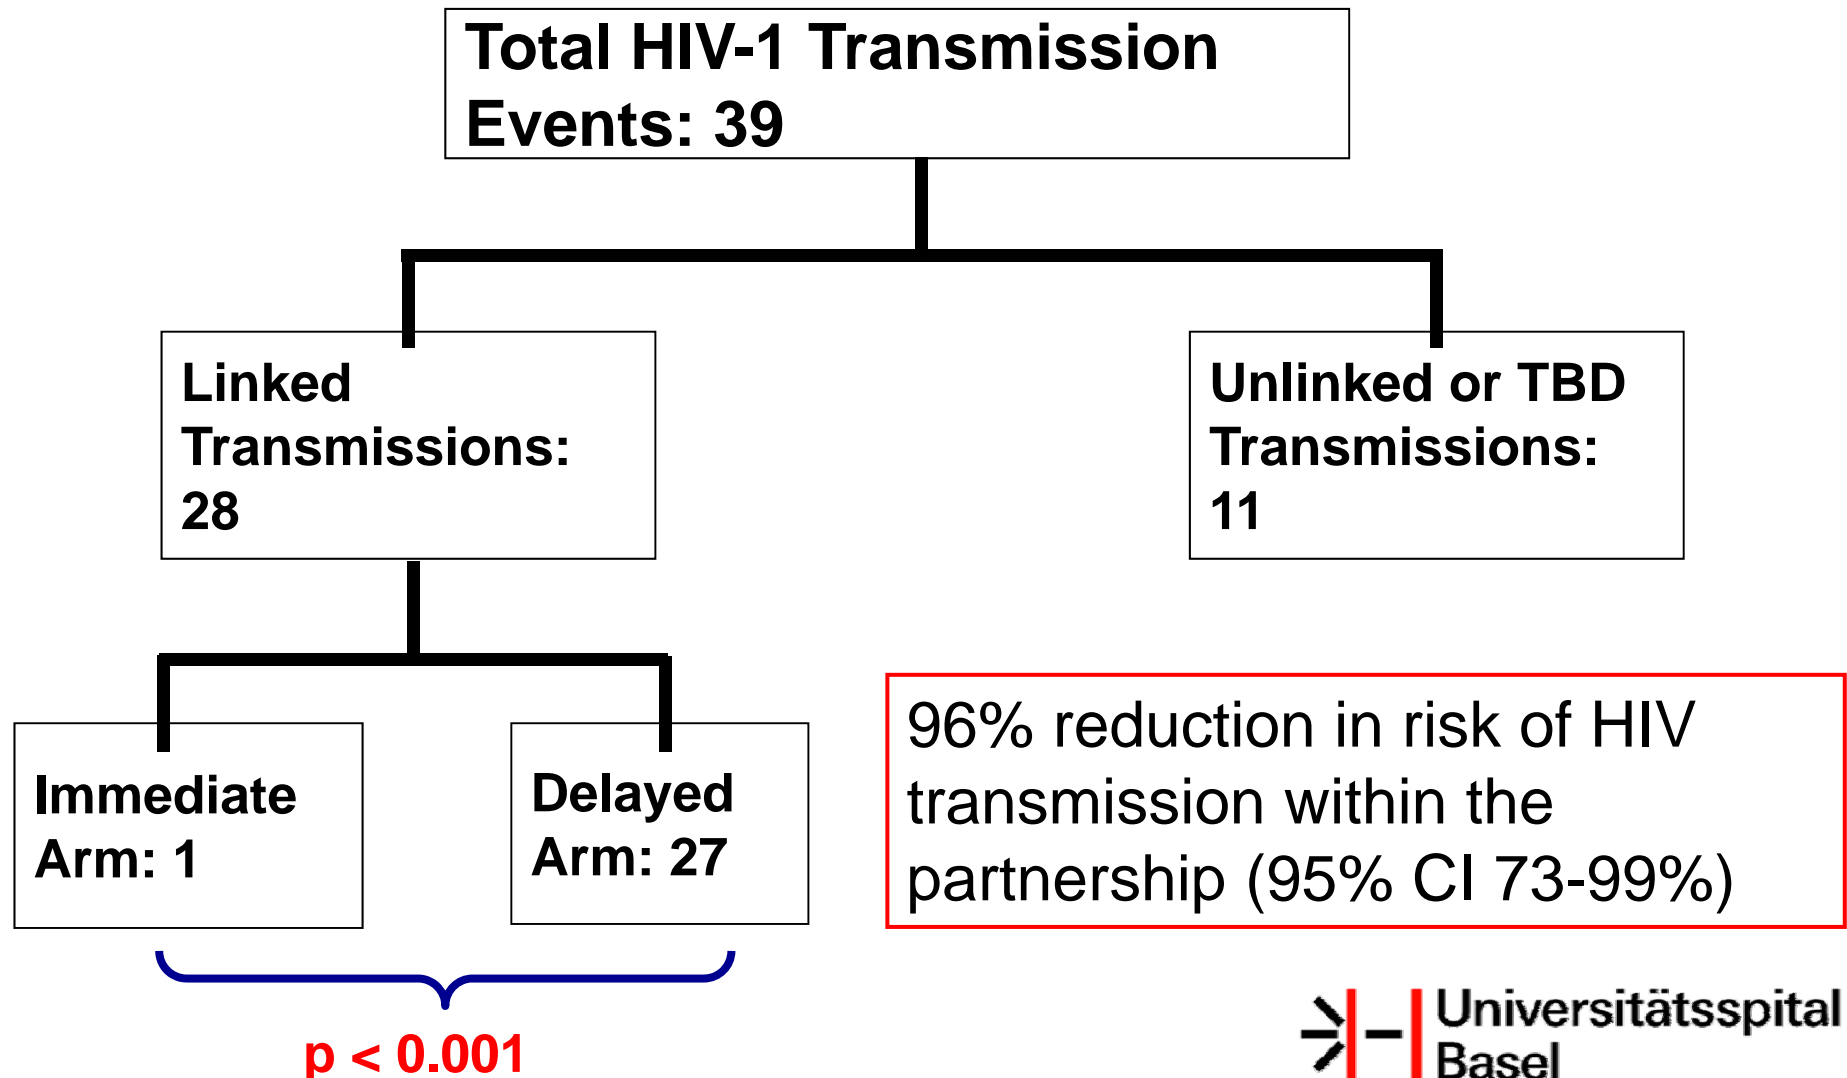 Total HIV-1 Transmission
Events: 39
Linked
Transmissions:
28
Unlinked or TBD
Transmissions:
11
Immediate
Arm: 1
Delayed
Arm: 27
96% reduction in risk of HIV
transmission within the
partnership (95% CI 73-99%)
p < 0.001
Universitätsspital
Basel